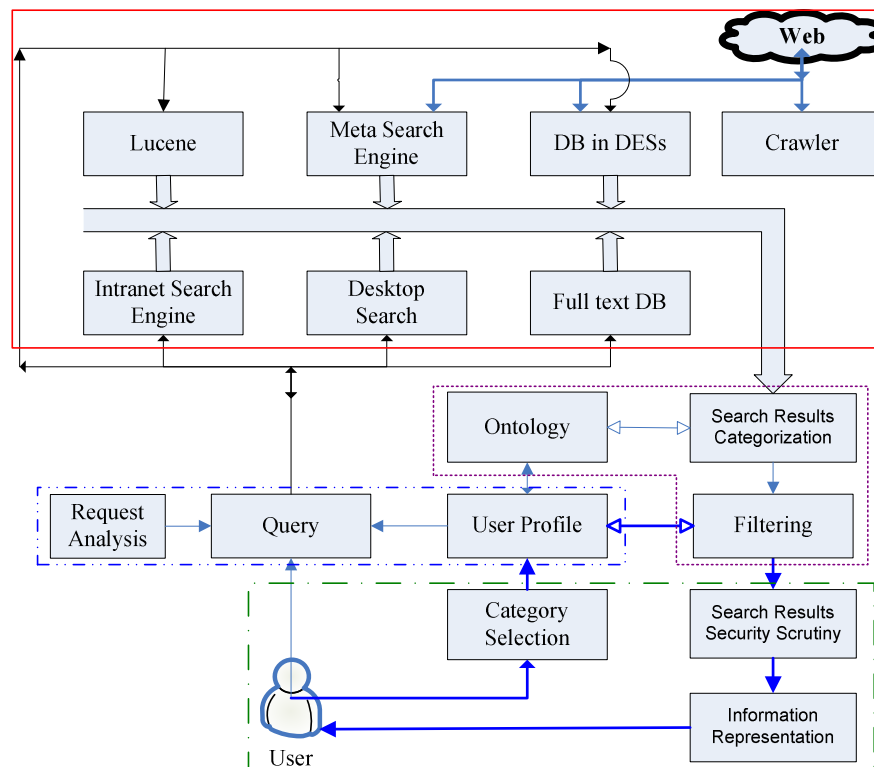 Web
Lucene
Meta Search
Engine
DB in DESs
Crawler
Intranet Search
Engine
Desktop
Search
Full text DB
Ontology
Search Results
Categorization
Request
Analysis
Query
User Profile
Filtering
Category
Selection
Search Results
Security Scrutiny
Information
Representation
User